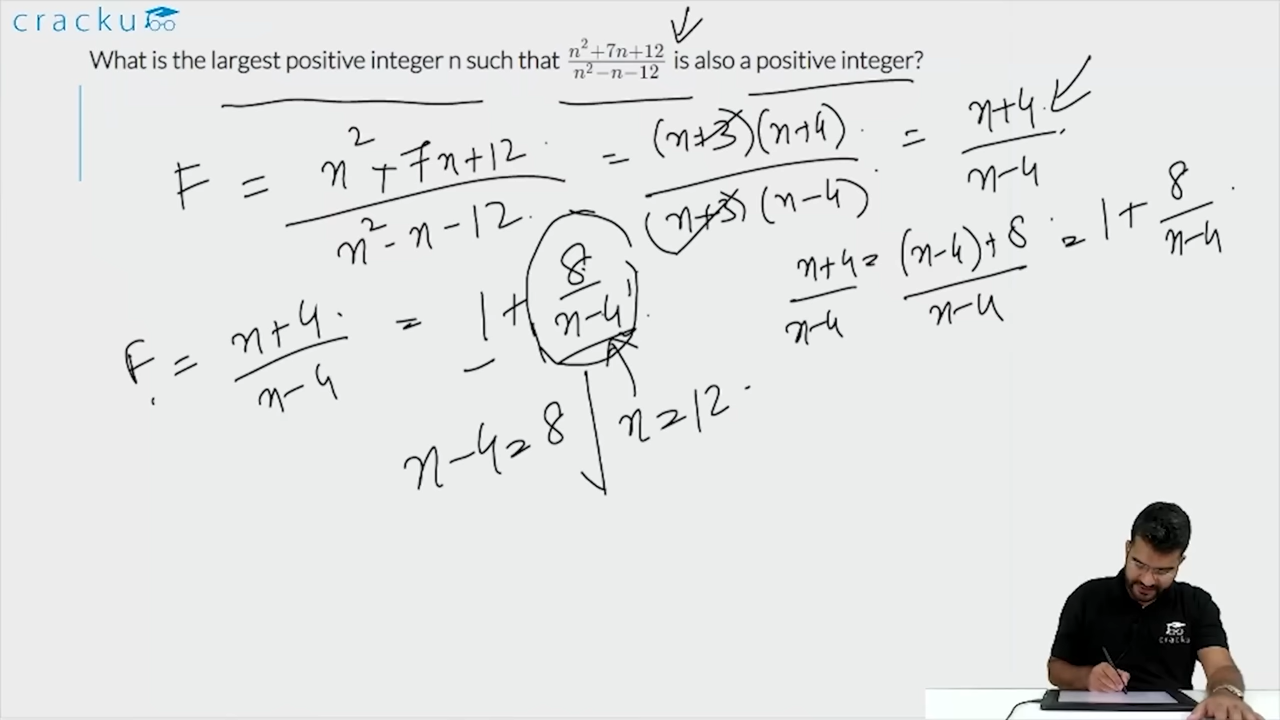 cracku
What is the largest positive integer n such that (n²+7n+12)/(n²−n−12) is also a positive integer?
F = (n²+7n+12)/(n²-n-12) = ((n+3)(n+4))/((n+3)(n-4)) = (n+4)/(n-4)
(n+4)/(n-4) = ((n-4)+8)/(n-4) = 1+ 8/(n-4)
F = (n+4)/(n-4) = 1+ 8/(n-4)
n-4=8
n=12
cracku